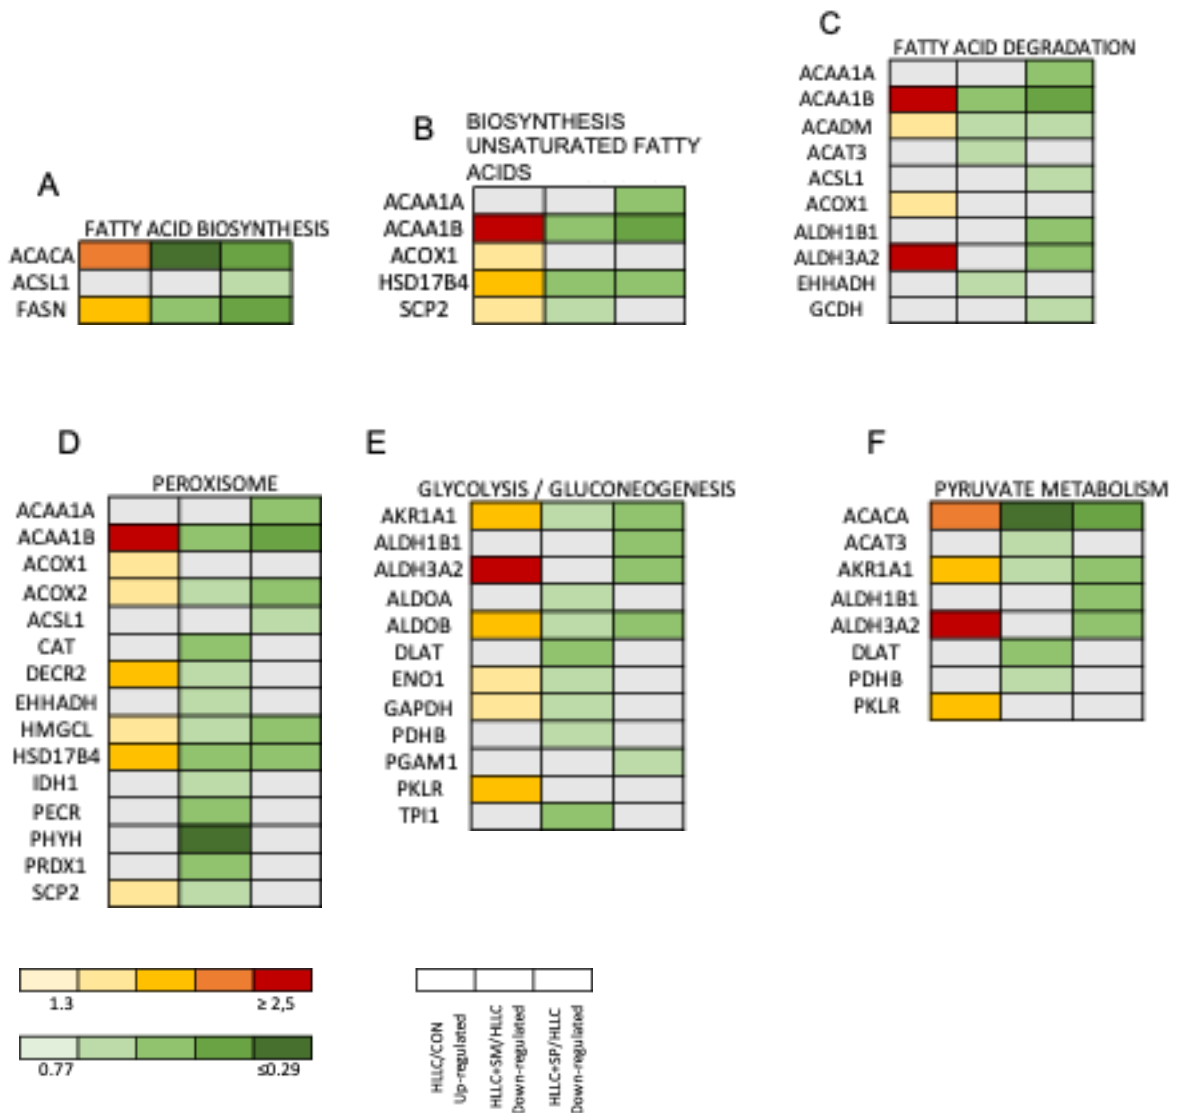 A
FATTY ACID BIOSYNTHESIS
ACACA
ACSL1
FASN
B
BIOSYNTHESIS
UNSATURATED FATTY
ACIDS
ACAA1A
ACAA1B
ACOX1
HSD17B4
SCP2
C
FATTY ACID DEGRADATION
ACAA1A
ACAA1B
ACADM
ACAT3
ACSL1
ACOX1
ALDH1B1
ALDH3A2
EHHADH
GCDH
D
PEROXISOME
ACAA1A
ACAA1B
ACOX1
ACOX2
ACSL1
CAT
DECR2
EHHADH
HMGCL
HSD17B4
IDH1
PECR
PHYH
PRDX1
SCP2
E
GLYCOLYSIS / GLUCONEOGENESIS
AKR1A1
ALDH1B1
ALDH3A2
ALDOA
ALDOB
DLAT
ENO1
GAPDH
PDHB
PGAM1
PKLR
TPI1
F
PYRUVATE METABOLISM
ACACA
ACAT3
AKR1A1
ALDH1B1
ALDH3A2
DLAT
PDHB
PKLR
1.3 ≥ 2,5
0.77 ≤0.29
HLLC/CON
Up-regulated
HLLC+SM/HLLC
Down-regulated
HLLC+SP/HLLC
Down-regulated